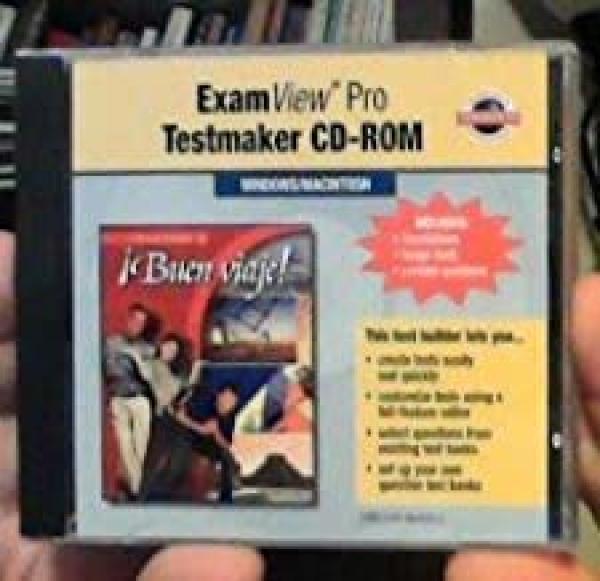 ExamView® Pro
Testmaker CD-ROM
WINDOWS/MACINTOSH
¡Buen viaje!
INCLUDES
This test builder lets you...
• create tests easily
and quickly
• customize tests using a
full-feature editor
• select questions from
existing test banks
• set up your own
question test banks